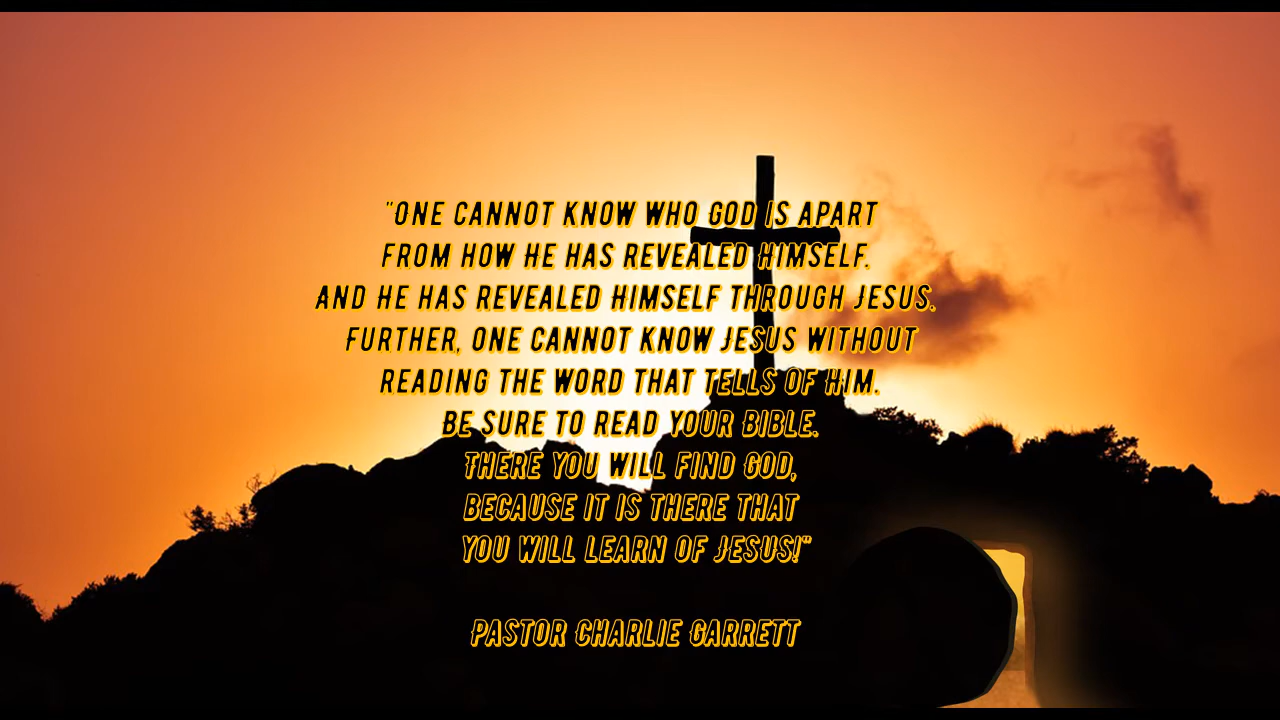 "One cannot know who God is apart
from how He has revealed Himself.
And He has revealed Himself through Jesus.
Further, one cannot know Jesus without
reading the word that tells of Him.
Be sure to read your Bible.
There you will find God,
because it is there that
you will learn of Jesus!"
Pastor Charlie Garrett